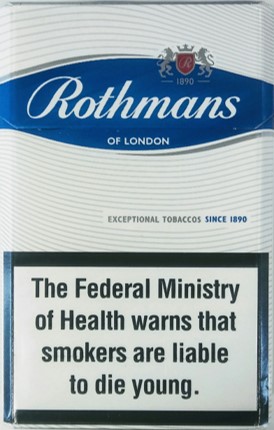 R
1890
Rothmans
OF LONDON
EXCEPTIONAL TOBACCOS SINCE 1890
The Federal Ministry
of Health warns that
smokers are liable
to die young.